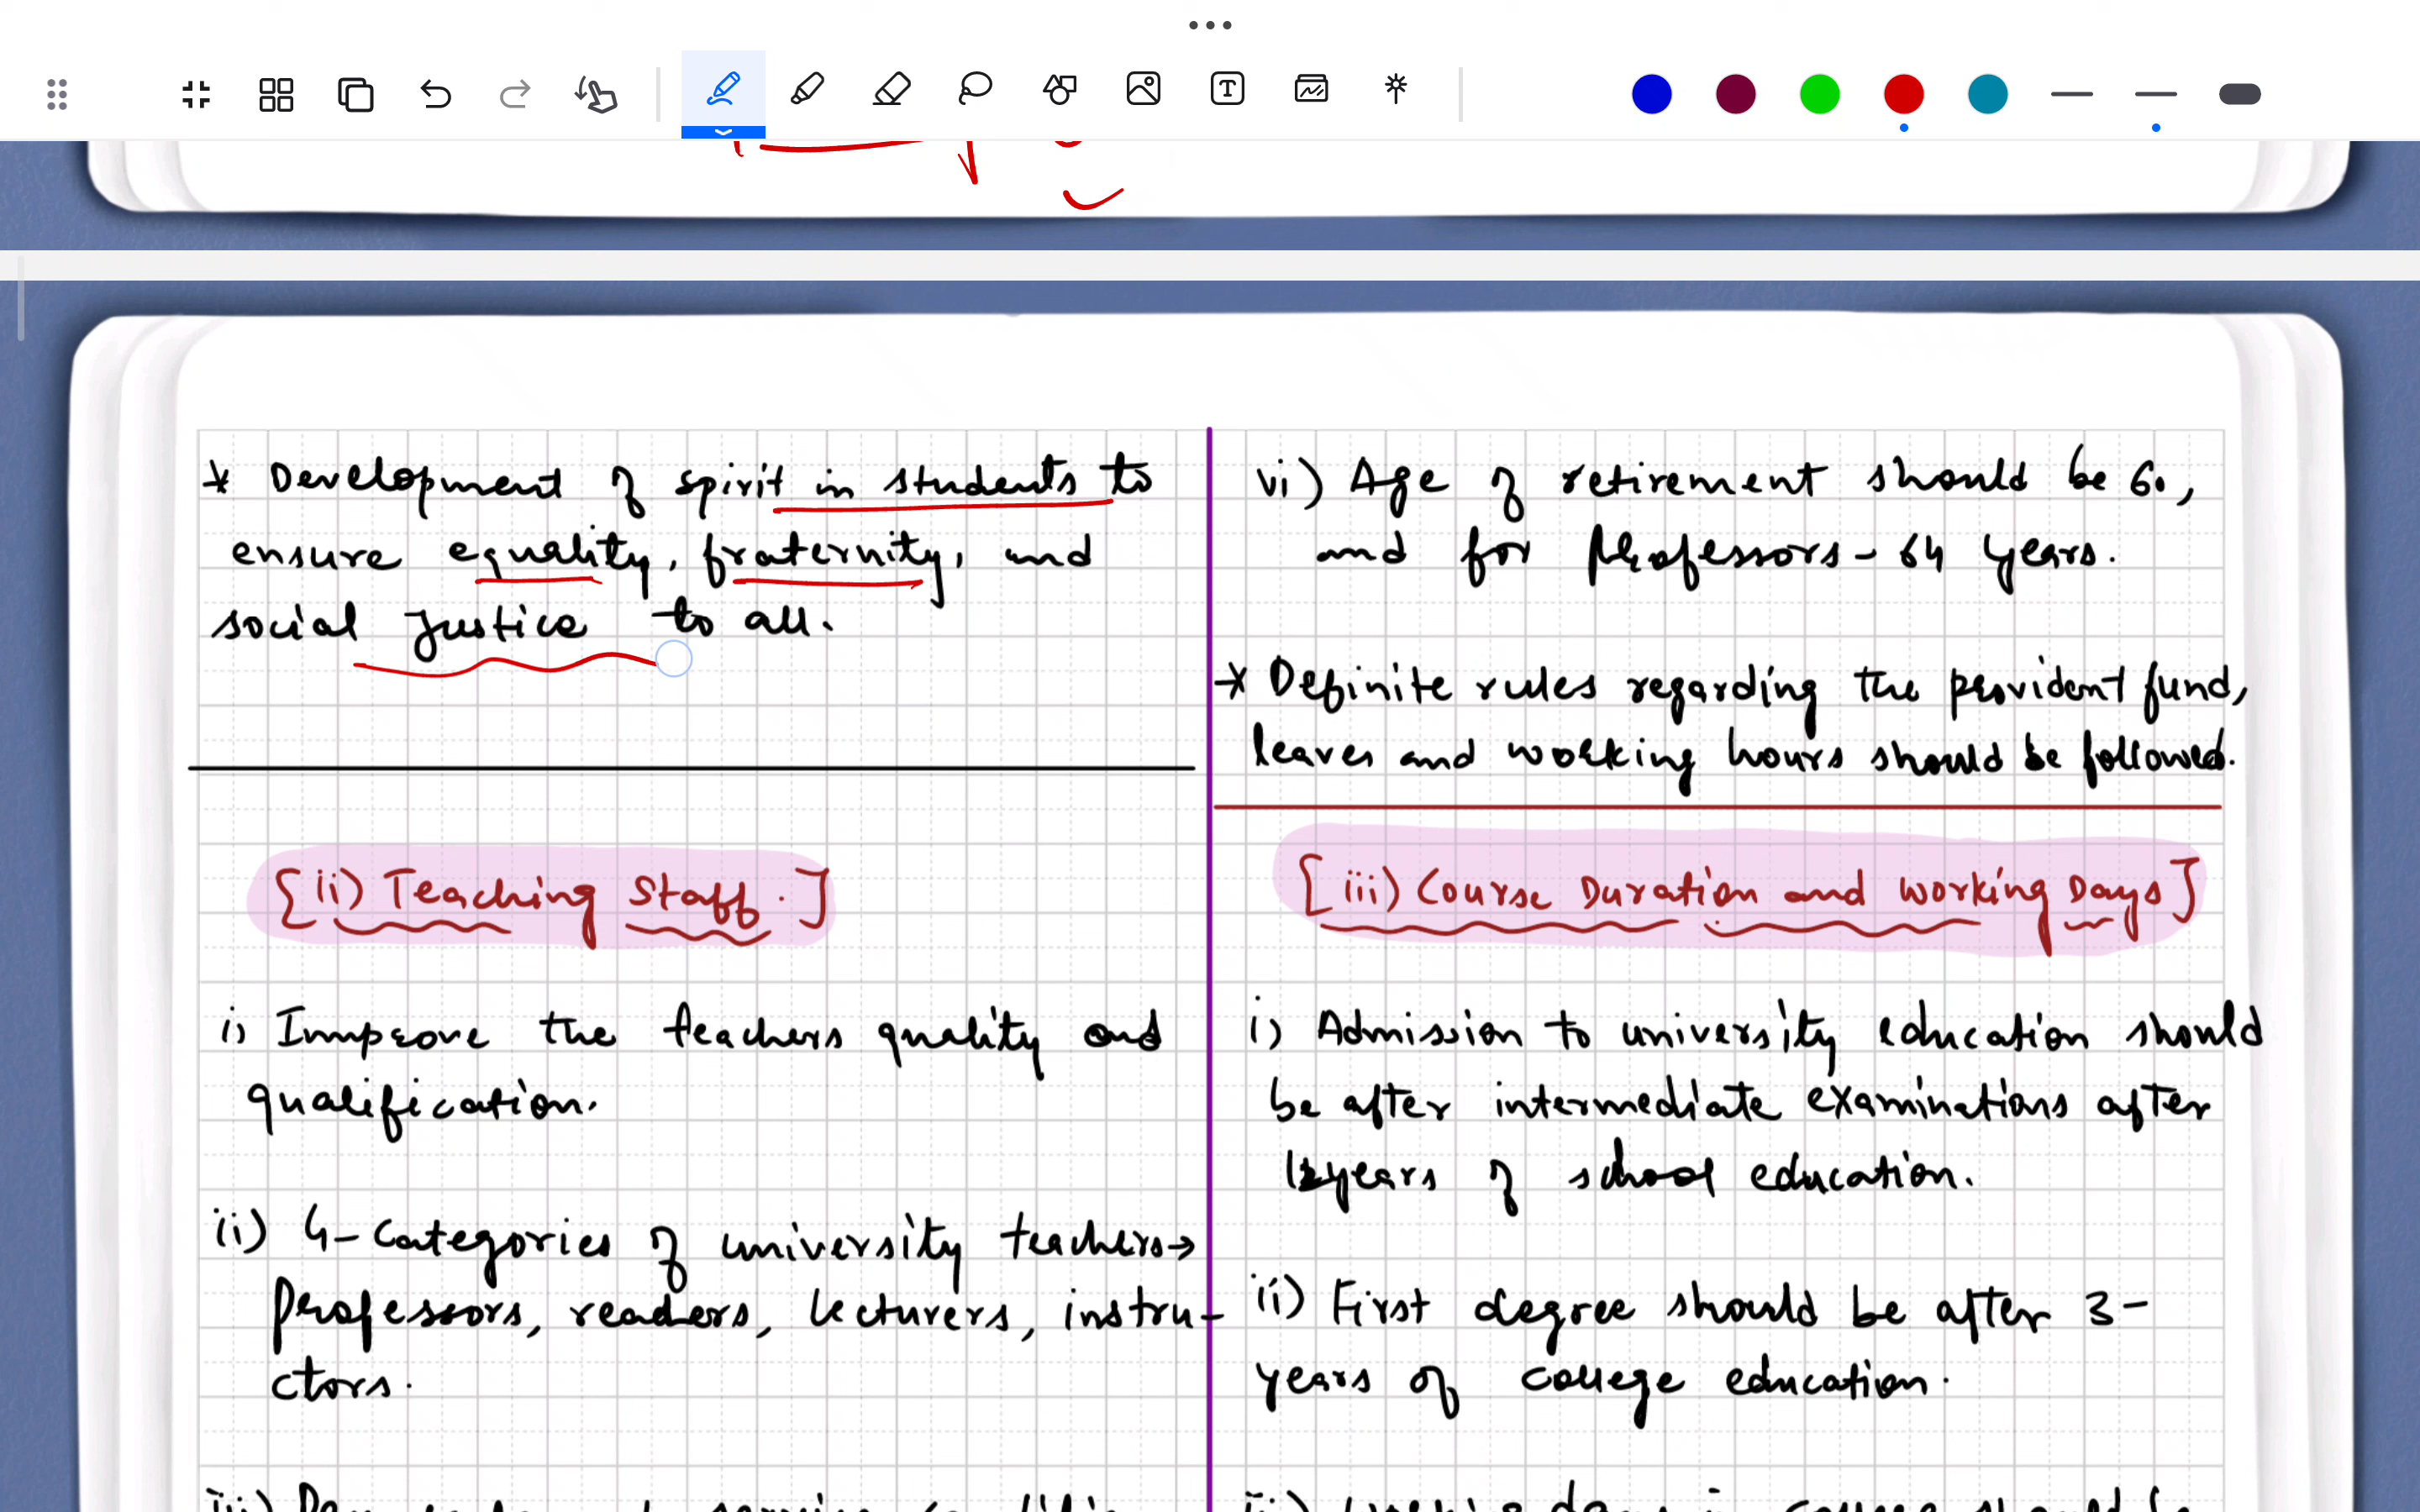 * Development of spirit in students to
ensure equality, fraternity, and
social justice to all.
[ii) Teaching Staff.]
i) Improve the teachers quality and
qualification.
ii) 4-Categories of university teachers→
Professors, readers, lecturers, instru-
ctors.
vi) Age of retirement should be 60,
and for Professors - 64 years.
* Definite rules regarding the provident fund,
leaves and working hours should be followed.
[iii) Course Duration and Working Days]
i) Admission to university education should
be after intermediate examinations after
12 years of school education.
ii) First degree should be after 3-
years of college education.